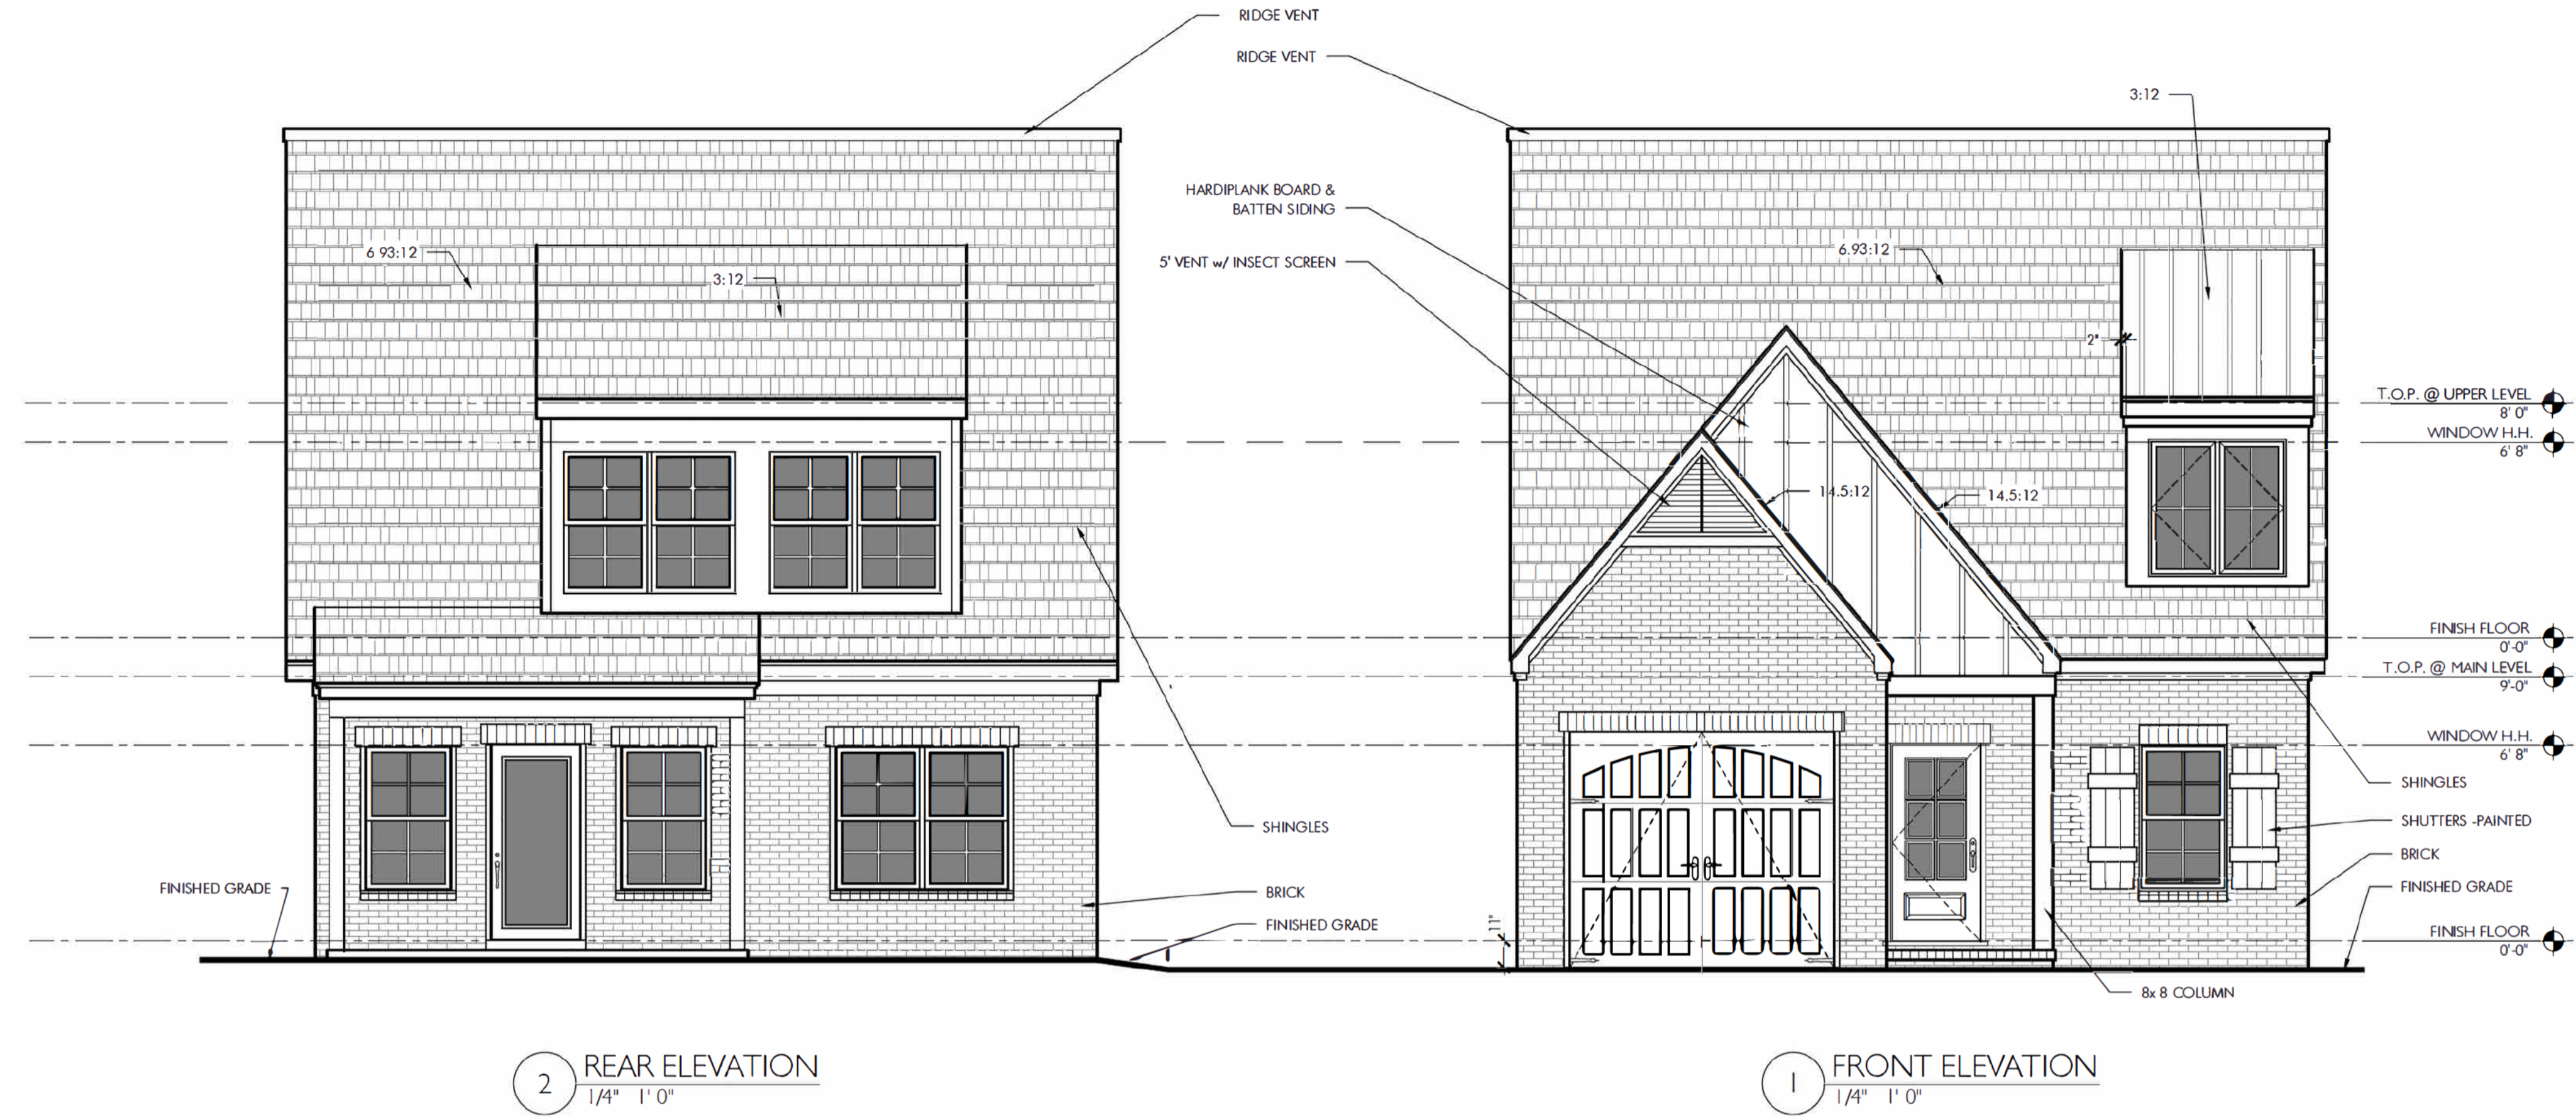 RIDGE VENT
RIDGE VENT
3:12
HARDIPLANK BOARD &
BATTEN SIDING
5' VENT w/ INSECT SCREEN
6 93:12
3:12
6.93:12
2"
14.5:12
14.5:12
T.O.P. @ UPPER LEVEL
8' 0"
WINDOW H.H.
6' 8"
FINISH FLOOR
0'-0"
T.O.P. @ MAIN LEVEL
9'-0"
WINDOW H.H.
6' 8"
SHINGLES
SHUTTERS -PAINTED
BRICK
FINISHED GRADE
FINISH FLOOR
0'-0"
8x 8 COLUMN
SHINGLES
BRICK
FINISHED GRADE
FINISHED GRADE
11"
2 REAR ELEVATION
1/4" 1' 0"
1 FRONT ELEVATION
1/4" 1' 0"